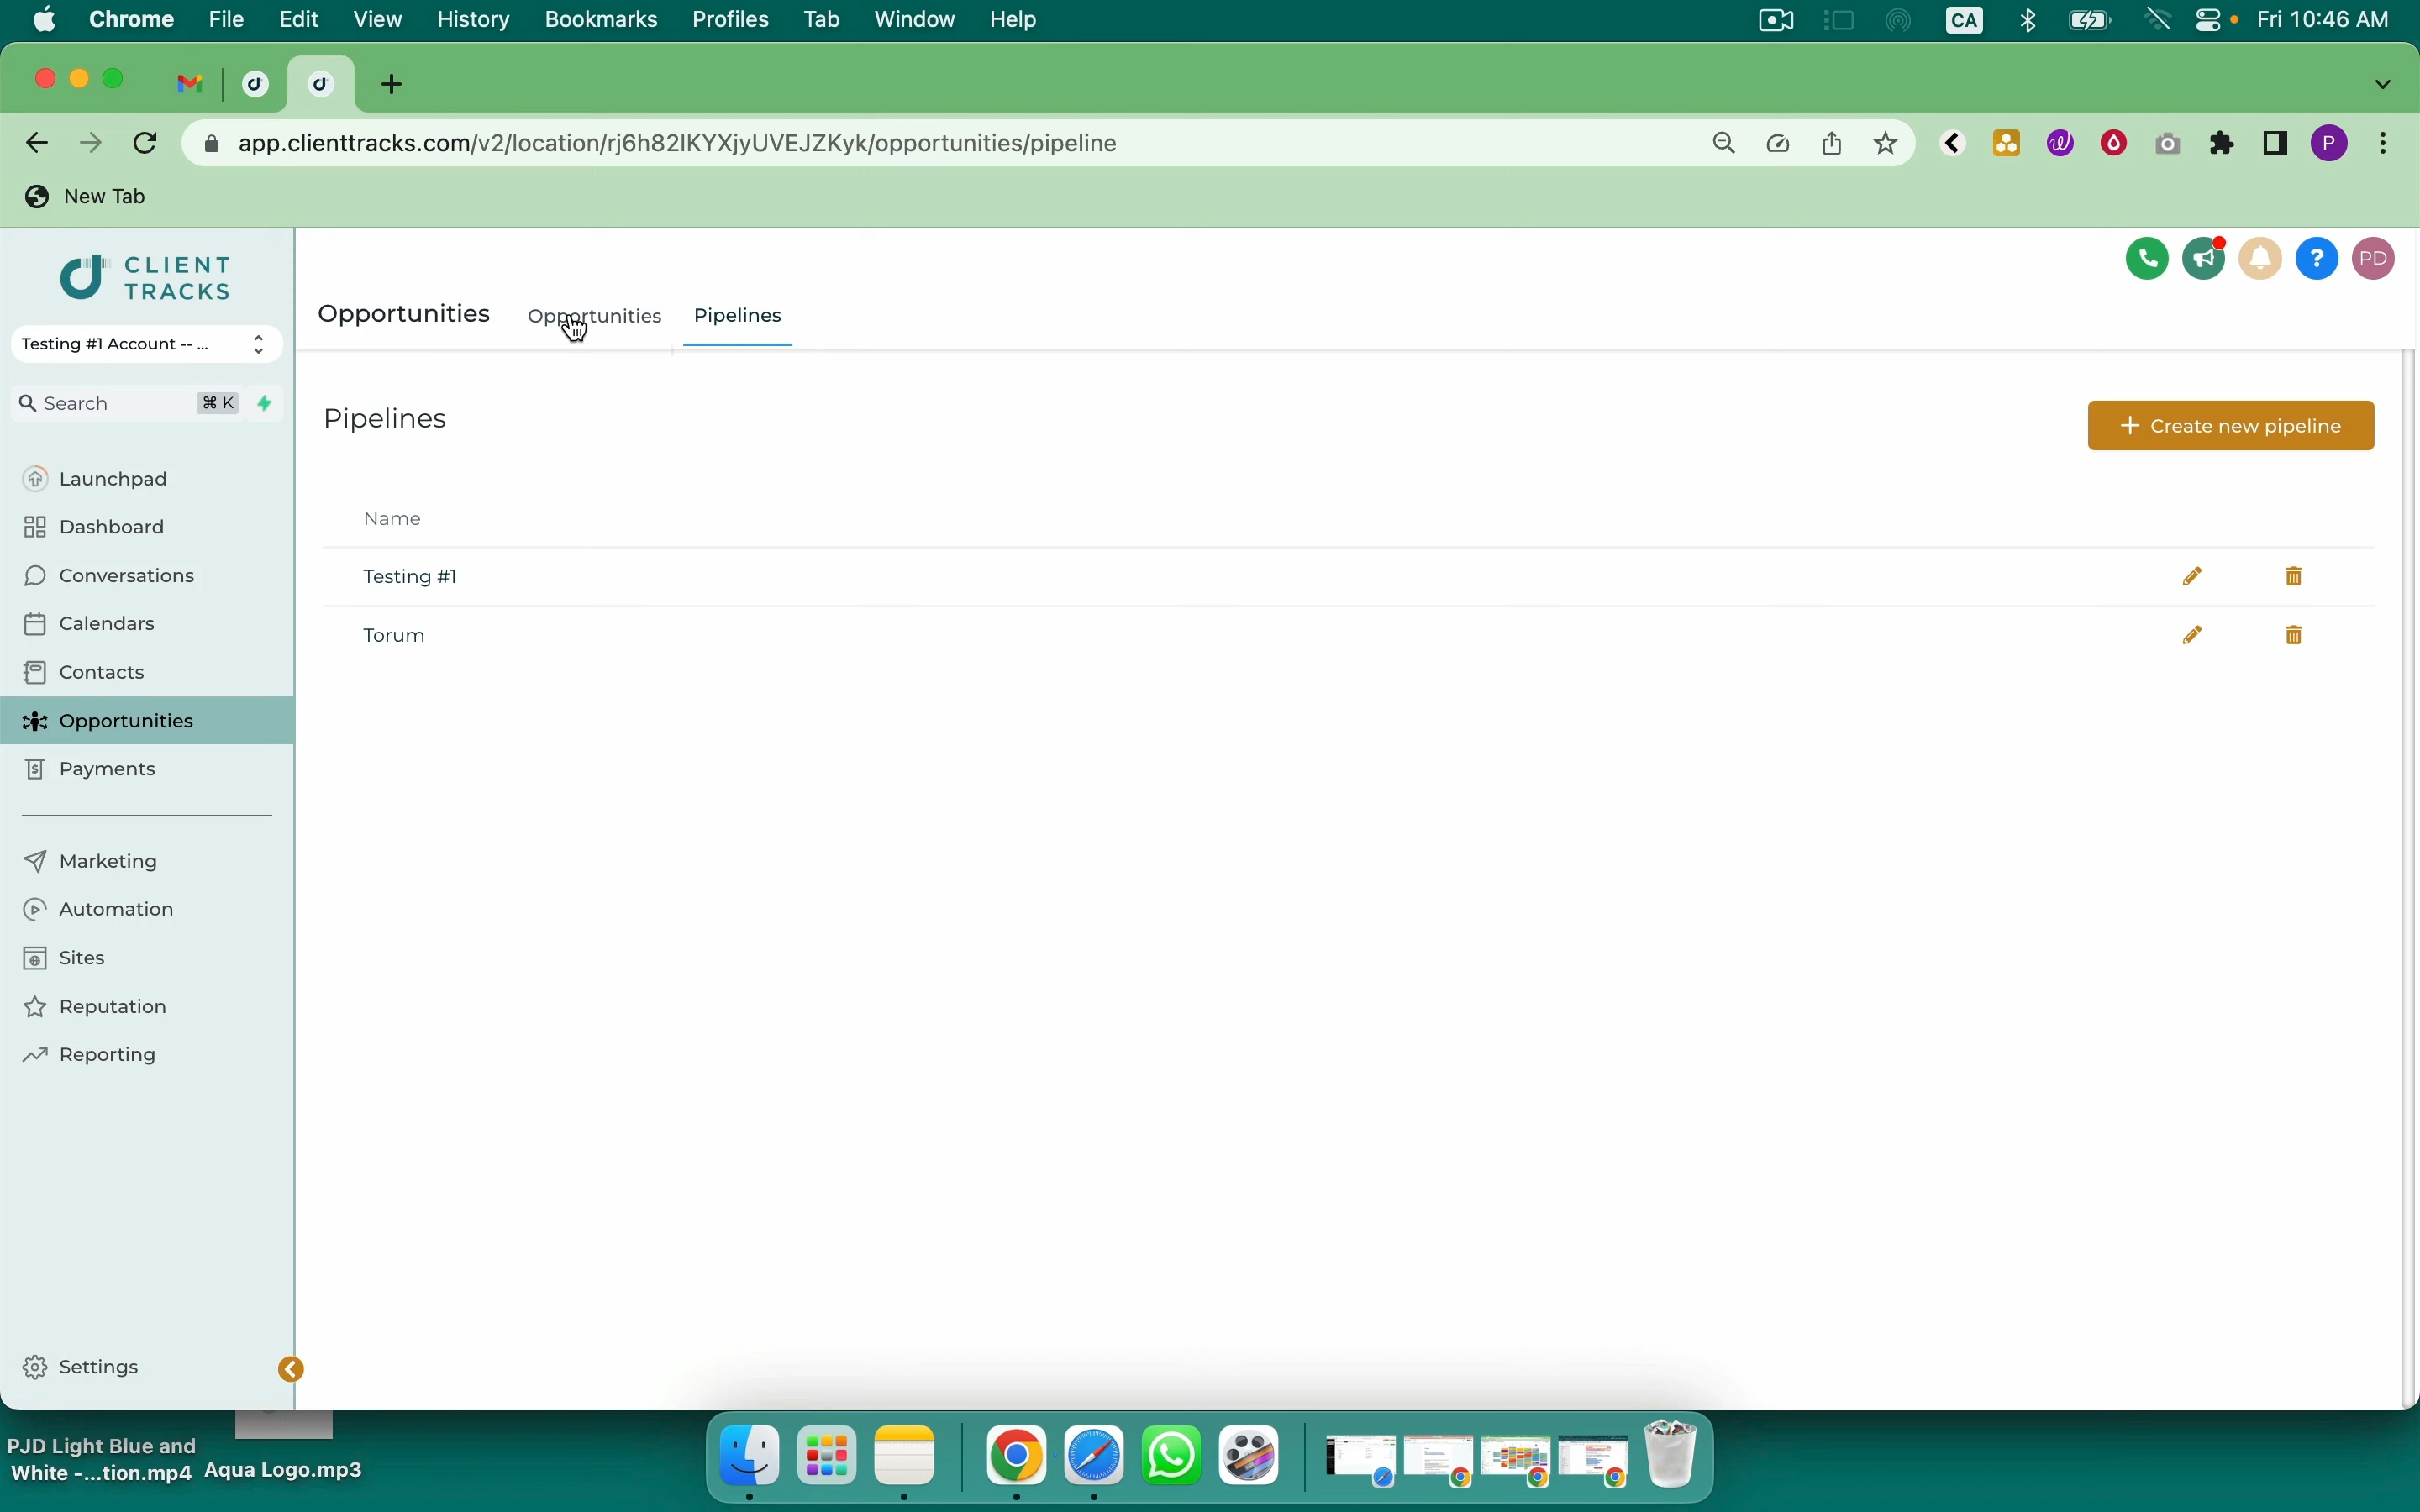 Chrome File Edit View History Bookmarks Profiles Tab Window Help CA Fri 10:46 AM
app.clienttracks.com/v2/location/rj6h82IKYXjyUVEJZKyk/opportunities/pipeline P
New Tab
CLIENT
TRACKS
PD
Opportunities Opportunities Pipelines
Testing #1 Account -- ...
Search ⌘ K
Pipelines
+ Create new pipeline
Launchpad
Name
Dashboard
Conversations
Testing #1
Calendars
Torum
Contacts
Opportunities
Payments
Marketing
Automation
Sites
Reputation
Reporting
Settings
PJD Light Blue and
White -...tion.mp4
Aqua Logo.mp3